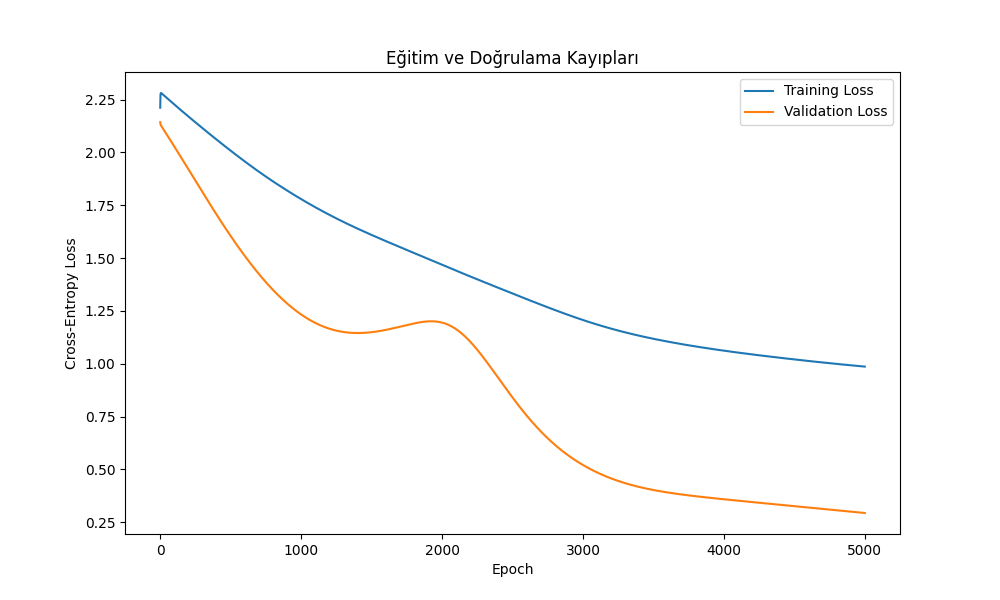 Eğitim ve Doğrulama Kayıpları
Training Loss
Validation Loss
Cross-Entropy Loss
2.25
2.00
1.75
1.50
1.25
1.00
0.75
0.50
0.25
0 1000 2000 3000 4000 5000
Epoch